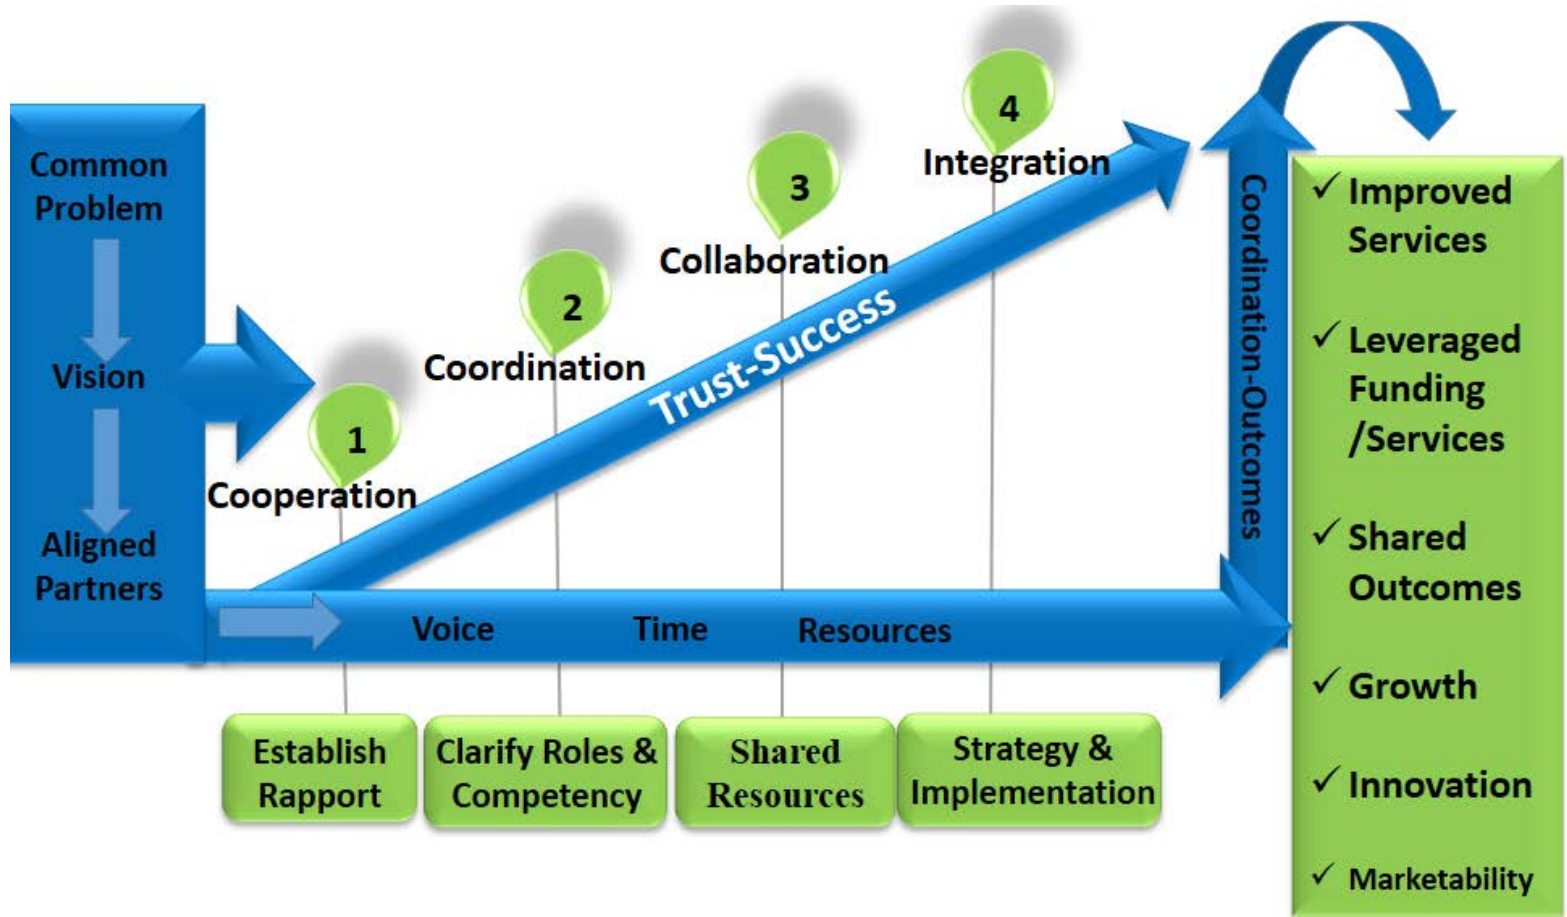 Common
Problem
Vision
Aligned
Partners
1
Cooperation
2
Coordination
3
Collaboration
4
Integration
Trust-Success
Voice Time Resources
Establish
Rapport
Clarify Roles &
Competency
Shared
Resources
Strategy &
Implementation
Coordination-Outcomes
✓ Improved
Services
✓ Leveraged
Funding
/Services
✓ Shared
Outcomes
✓ Growth
✓ Innovation
✓ Marketability